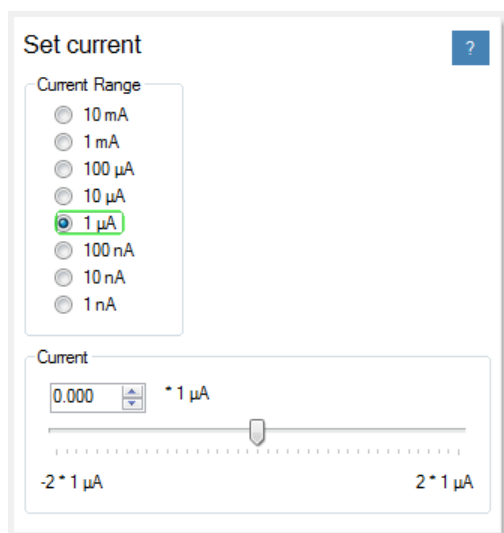 Set current
?
Current Range
10 mA
1 mA
100 µA
10 µA
1 µA
100 nA
10 nA
1 nA
Current
0.000 * 1 µA
-2 * 1 µA 2 * 1 µA